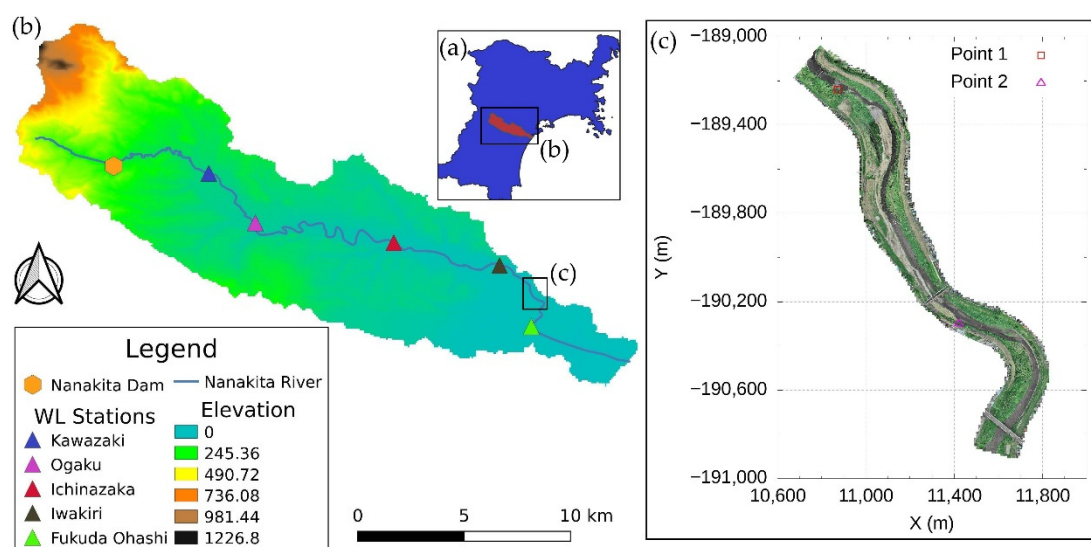 (b)
(a)
(b)
(c)
Legend
Nanakita Dam
Nanakita River
WL Stations
Kawazaki
Ogaku
Ichinazaka
Iwakiri
Fukuda Ohashi
Elevation
0
245.36
490.72
736.08
981.44
1226.8
0 5 10 km
(c)
Point 1
Point 2
−189,000
−189,400
−189,800
−190,200
−190,600
−191,000
Y (m)
10,600 11,000 11,400 11,800
X (m)